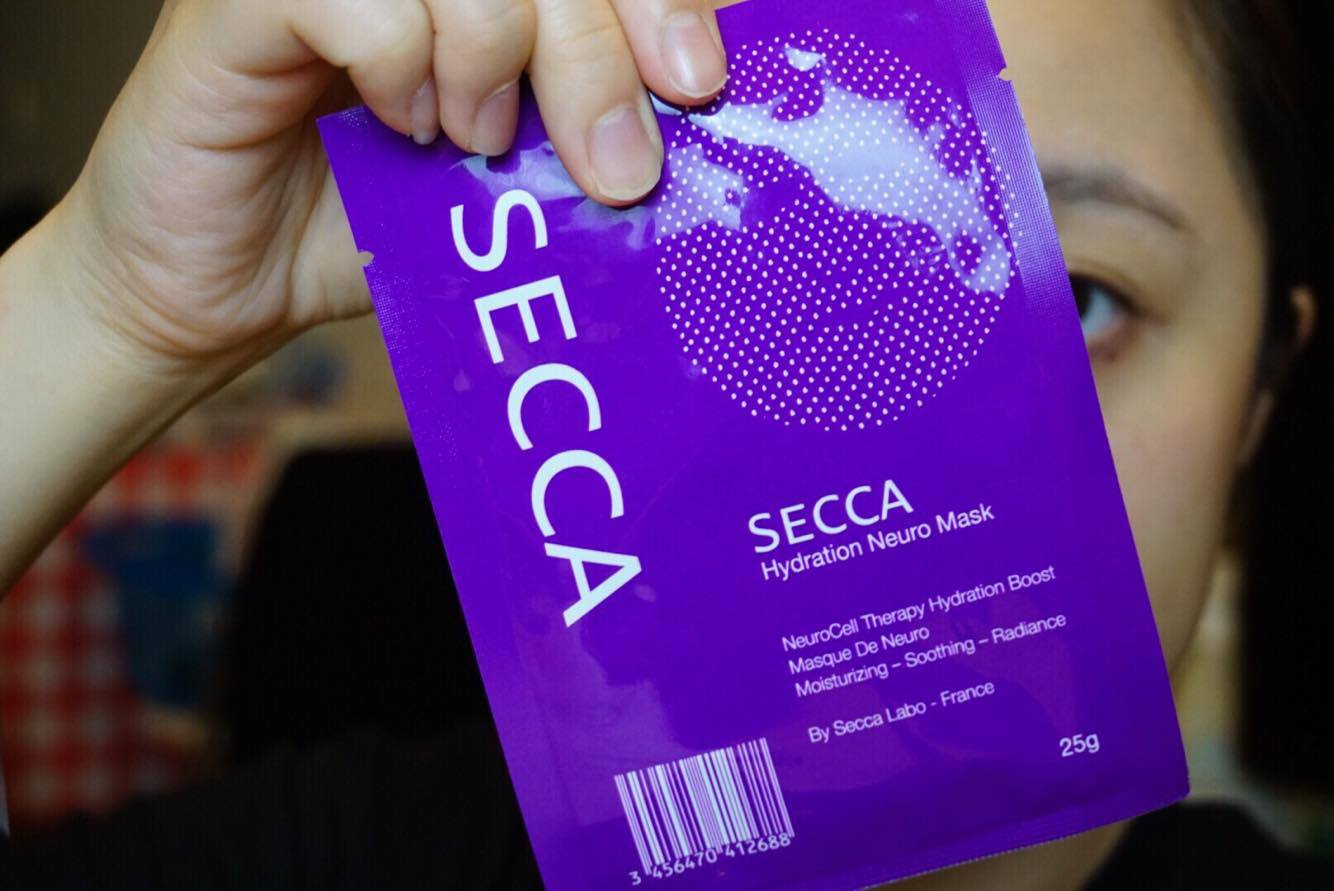 SECCA
SECCA
Hydration Neuro Mask
NeuroCell Therapy Hydration Boost
Masque De Neuro
Moisturizing – Soothing – Radiance
By Secca Labo - France
25g
3 456470 412688